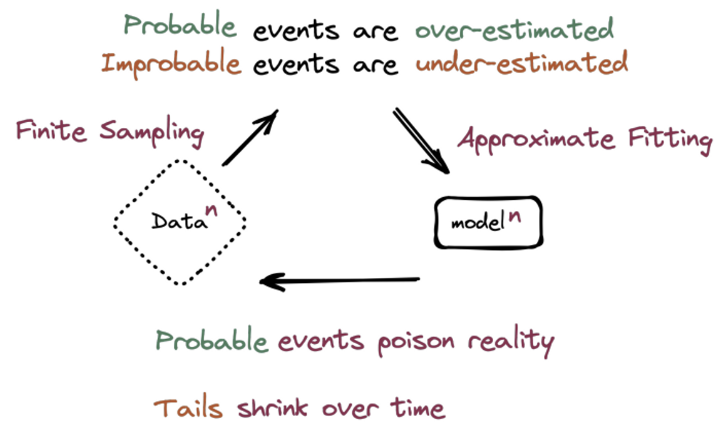 Probable events are over-estimated
Improbable events are under-estimated
Finite Sampling
Approximate Fitting
Data^n
model^n
Probable events poison reality
Tails shrink over time